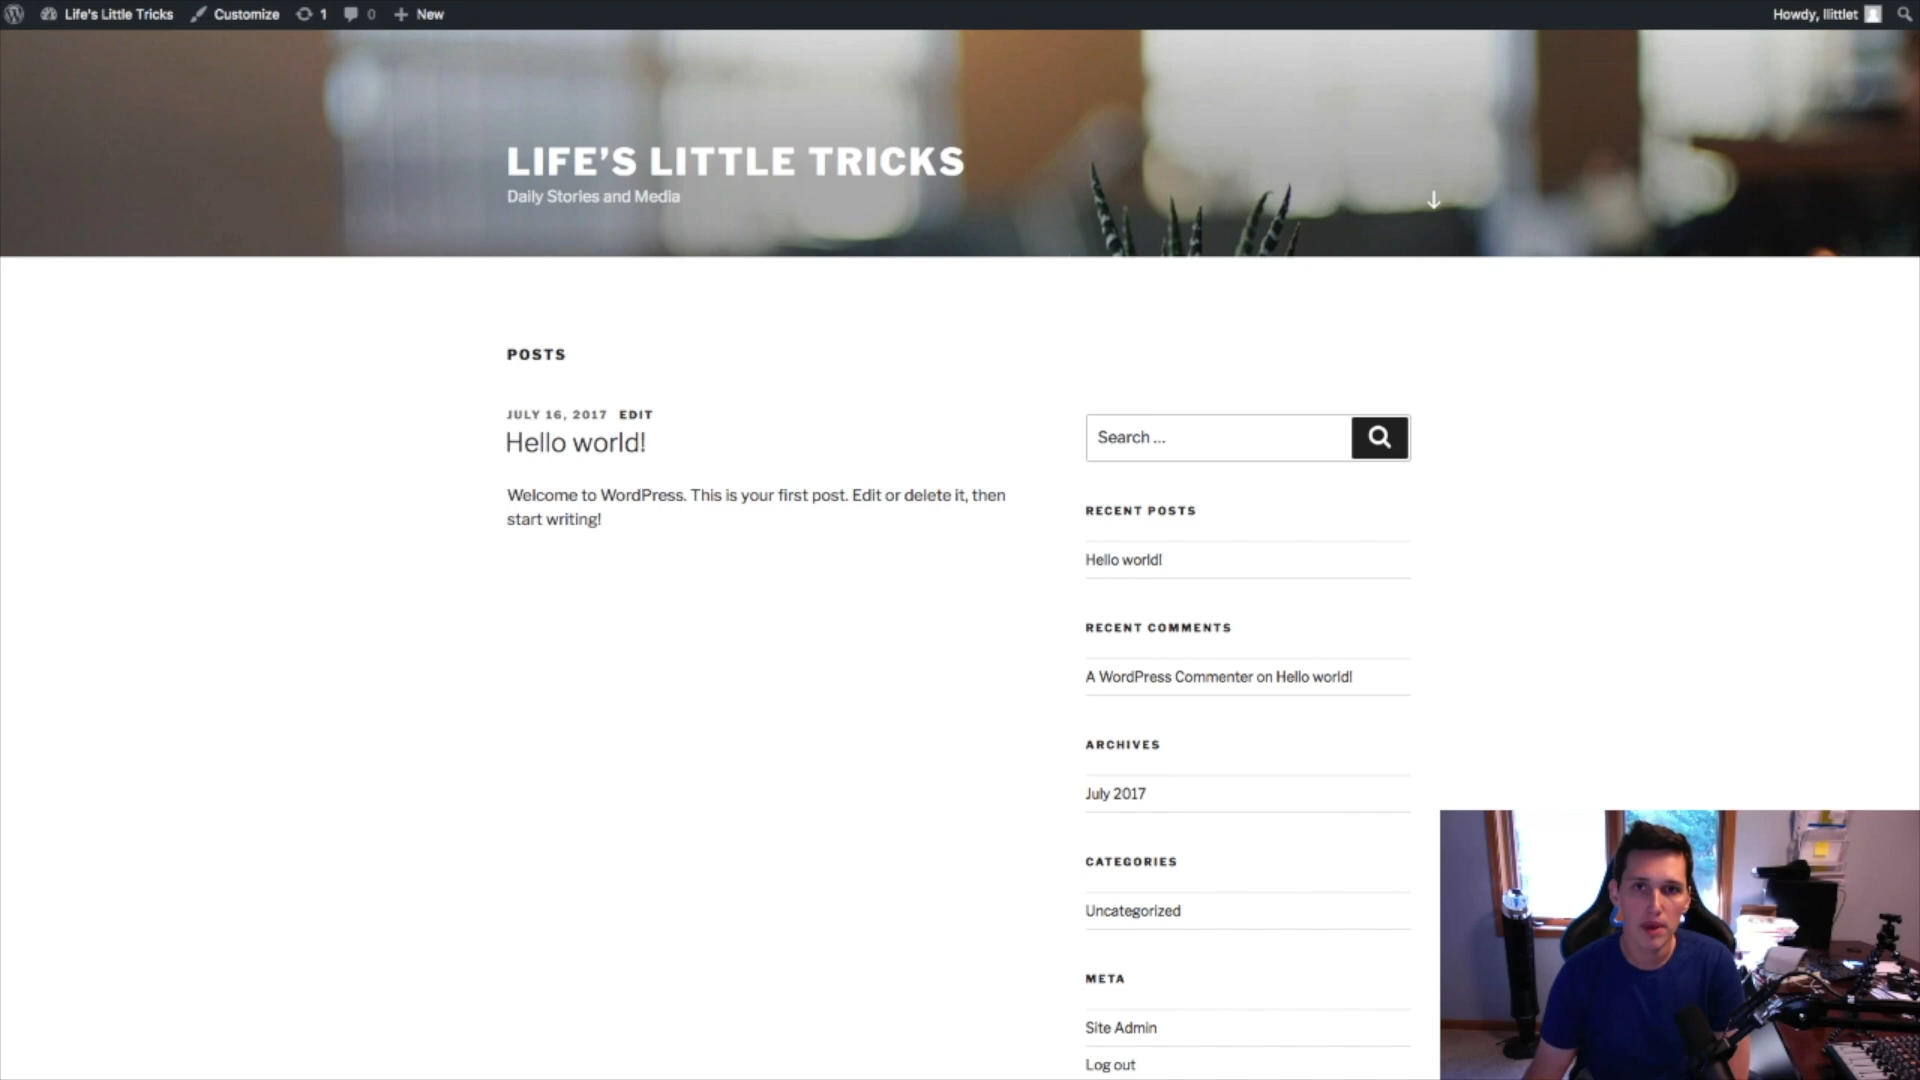 Life's Little Tricks Customize 1 0 New Howdy, llittlet
LIFE’S LITTLE TRICKS
Daily Stories and Media
POSTS
JULY 16, 2017 EDIT
Hello world!
Welcome to WordPress. This is your first post. Edit or delete it, then
start writing!
Search …
RECENT POSTS
Hello world!
RECENT COMMENTS
A WordPress Commenter on Hello world!
ARCHIVES
July 2017
CATEGORIES
Uncategorized
META
Site Admin
Log out